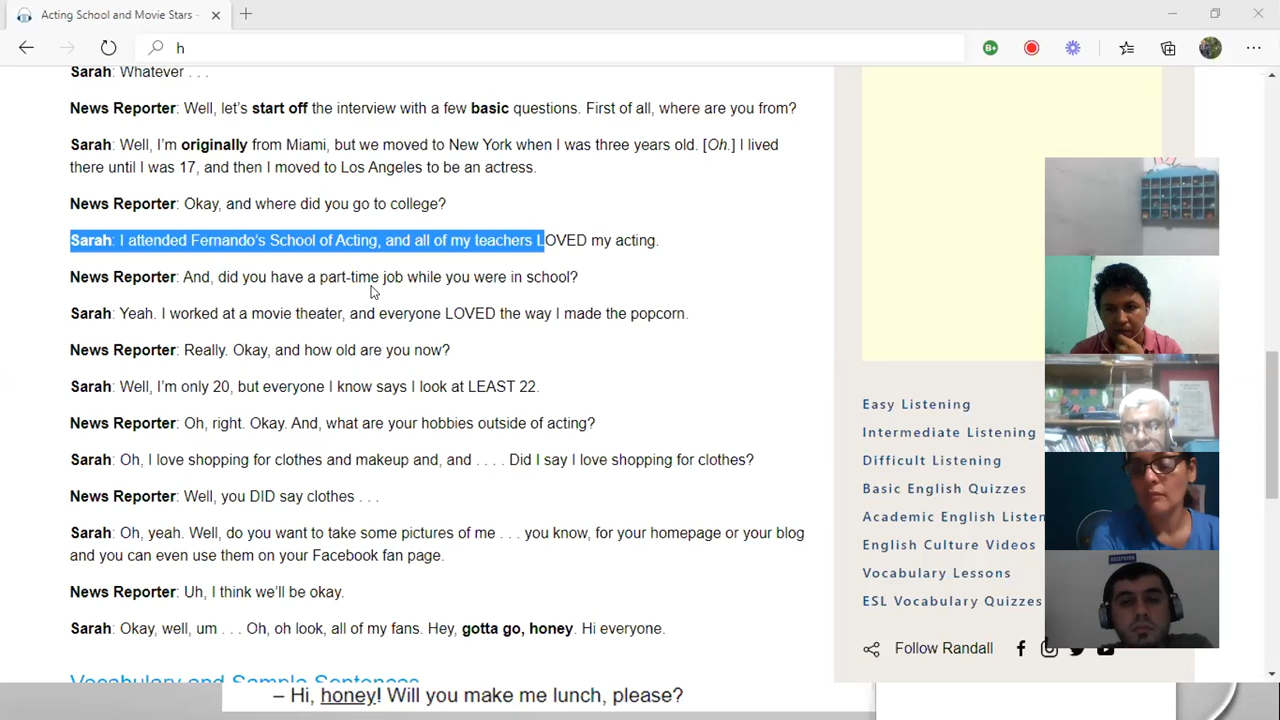 Acting School and Movie Stars -
h
Sarah: Whatever . . .
News Reporter: Well, let's start off the interview with a few basic questions. First of all, where are you from?
Sarah: Well, I'm originally from Miami, but we moved to New York when I was three years old. [Oh.] I lived
there until I was 17, and then I moved to Los Angeles to be an actress.
News Reporter: Okay, and where did you go to college?
Sarah: I attended Fernando's School of Acting, and all of my teachers LOVED my acting.
News Reporter: And, did you have a part-time job while you were in school?
Sarah: Yeah. I worked at a movie theater, and everyone LOVED the way I made the popcorn.
News Reporter: Really. Okay, and how old are you now?
Sarah: Well, I'm only 20, but everyone I know says I look at LEAST 22.
News Reporter: Oh, right. Okay. And, what are your hobbies outside of acting?
Sarah: Oh, I love shopping for clothes and makeup and, and . . . . Did I say I love shopping for clothes?
News Reporter: Well, you DID say clothes . . .
Sarah: Oh, yeah. Well, do you want to take some pictures of me . . . you know, for your homepage or your blog
and you can even use them on your Facebook fan page.
News Reporter: Uh, I think we'll be okay.
Sarah: Okay, well, um . . . Oh, oh look, all of my fans. Hey, gotta go, honey. Hi everyone.
Vocabulary and Sample Sentences
– Hi, honey! Will you make me lunch, please?
Easy Listening
Intermediate Listening
Difficult Listening
Basic English Quizzes
Academic English Listen
English Culture Videos
Vocabulary Lessons
ESL Vocabulary Quizzes
Follow Randall